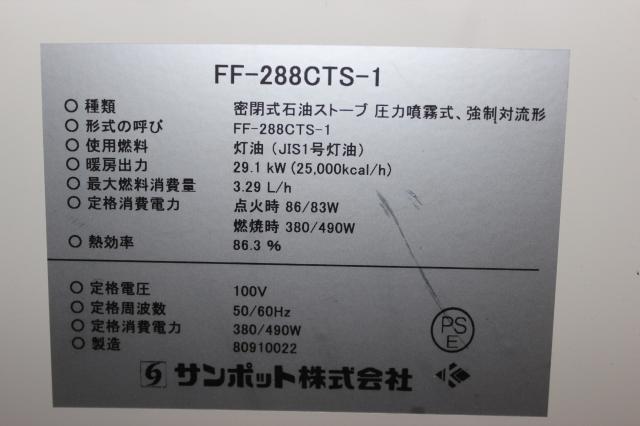 FF-288CTS-1
○ 種類 密閉式石油ストーブ 圧力噴霧式、強制対流形
○ 形式の呼び FF-288CTS-1
○ 使用燃料 灯油 (JIS1号灯油)
○ 暖房出力 29.1 kW (25,000kcal/h)
○ 最大燃料消費量 3.29 L/h
○ 定格消費電力 点火時 86/83W
燃焼時 380/490W
○ 熱効率 86.3 %
○ 定格電圧 100V
○ 定格周波数 50/60Hz
○ 定格消費電力 380/490W
○ 製造 80910022
PS
E
サンポット株式会社